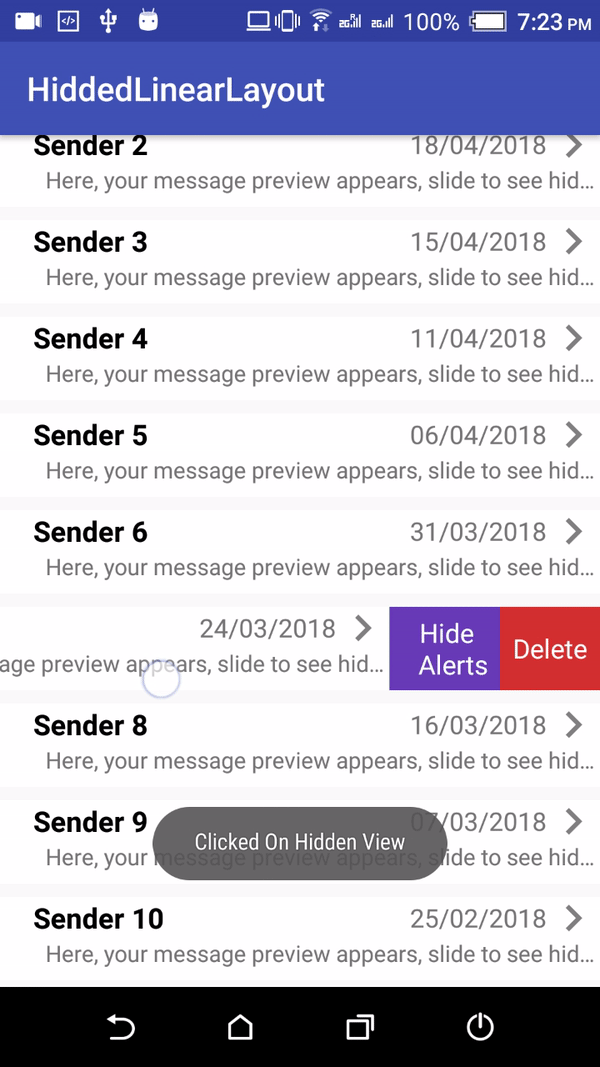 100% 7:23 PM
HiddedLinearLayout
Sender 2 18/04/2018
Here, your message preview appears, slide to see hid...
Sender 3 15/04/2018
Here, your message preview appears, slide to see hid...
Sender 4 11/04/2018
Here, your message preview appears, slide to see hid...
Sender 5 06/04/2018
Here, your message preview appears, slide to see hid...
Sender 6 31/03/2018
Here, your message preview appears, slide to see hid...
24/03/2018 Hide
age preview appears, slide to see hid... Alerts Delete
Sender 8 16/03/2018
Here, your message preview appears, slide to see hid...
Sender 9 07/03/2018
Clicked On Hidden View
Here, your message preview appears, slide to see hid...
Sender 10 25/02/2018
Here, your message preview appears, slide to see hid...